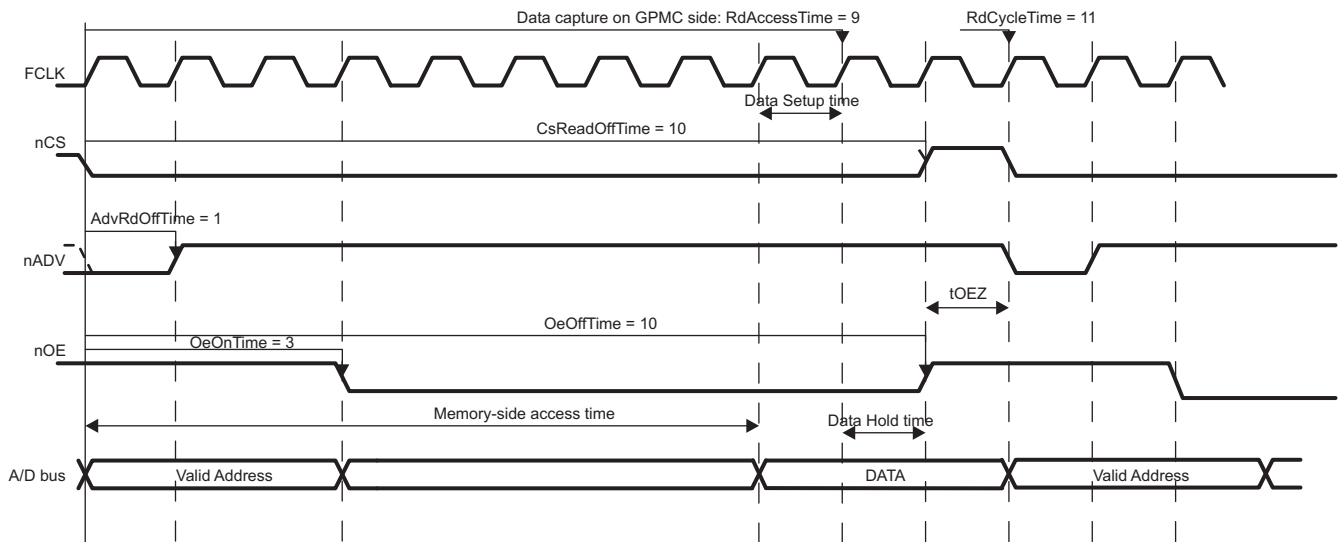 Data capture on GPMC side: RdAccessTime = 9
RdCycleTime = 11
FCLK
Data Setup time
CsReadOffTime = 10
nCS
AdvRdOffTime = 1
nADV
tOEZ
OeOffTime = 10
OeOnTime = 3
nOE
Memory-side access time
Data Hold time
A/D bus
Valid Address
DATA
Valid Address